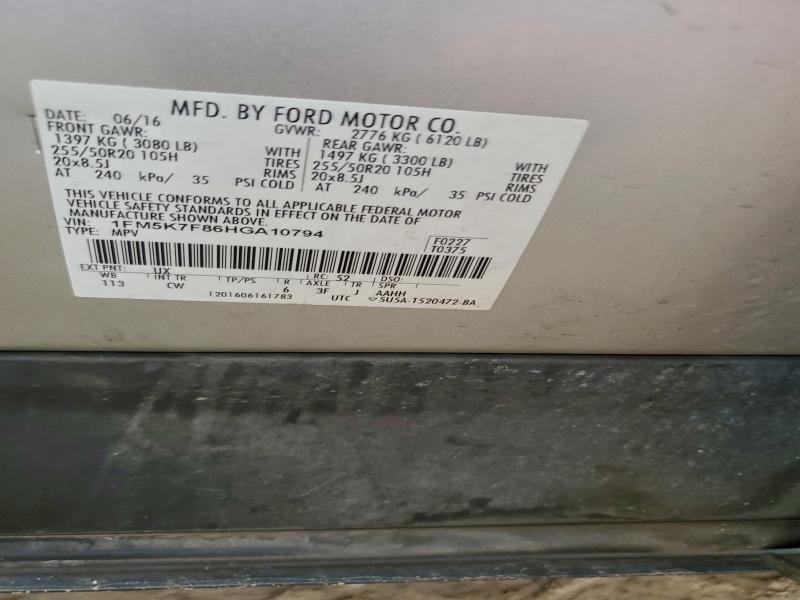 MFD. BY FORD MOTOR CO.
DATE: 06/16 GVWR: 2776 KG ( 6120 LB)
FRONT GAWR: REAR GAWR:
1397 KG ( 3080 LB) WITH 1497 KG ( 3300 LB) WITH
255/50R20 105H TIRES 255/50R20 105H TIRES
20x8.5J RIMS 20x8.5J RIMS
AT 240 kPa/ 35 PSI COLD AT 240 kPa/ 35 PSI COLD
THIS VEHICLE CONFORMS TO ALL APPLICABLE FEDERAL MOTOR
VEHICLE SAFETY STANDARDS IN EFFECT ON THE DATE OF
MANUFACTURE SHOWN ABOVE.
VIN: 1FM5K7F86HGA10794
TYPE: MPV
F0227
T0375
EXT PNT: UX RC: 52 DSO:
WB INT TR TP/PS R AXLE TR SPR
113 CW 6 3F J AAHH
1201606161783 UTC 5U5A-1520472-BA